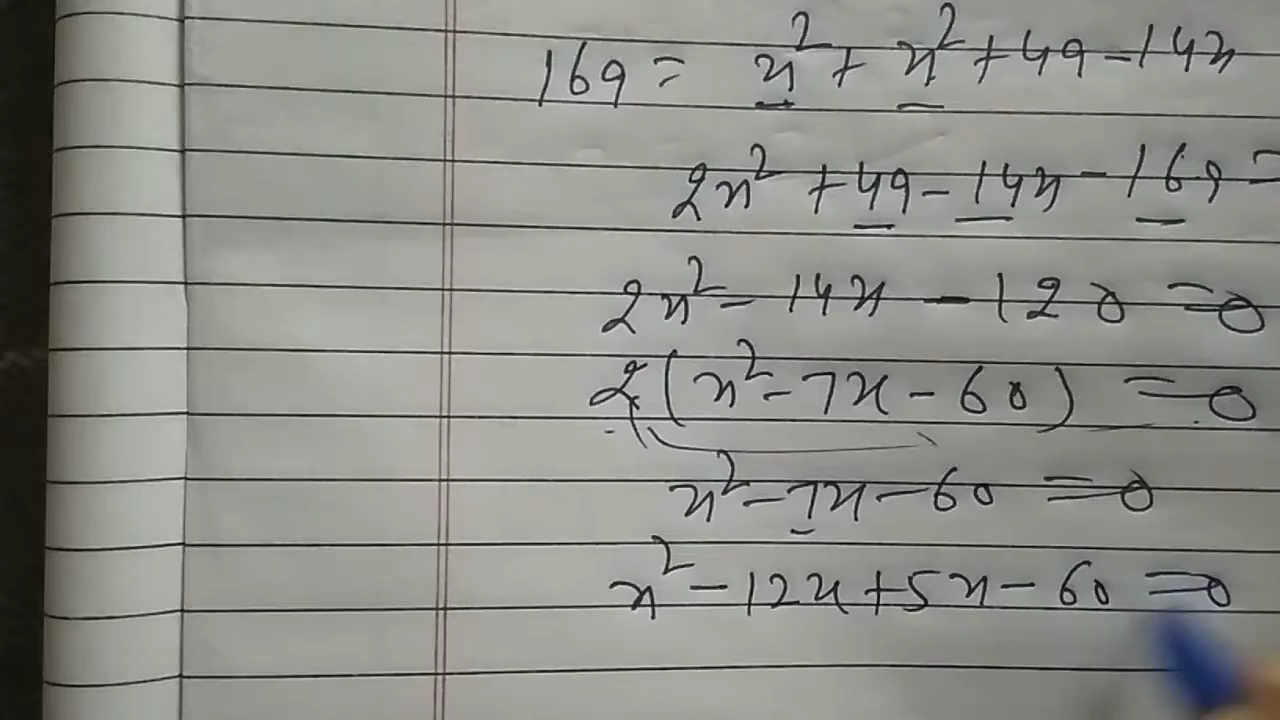 169 = x² + x² + 49 - 14x
2x² + 49 - 14x - 169 =
2x² - 14x - 120 = 0
2(x² - 7x - 60) = 0
x² - 7x - 60 = 0
x² - 12x + 5x - 60 = 0